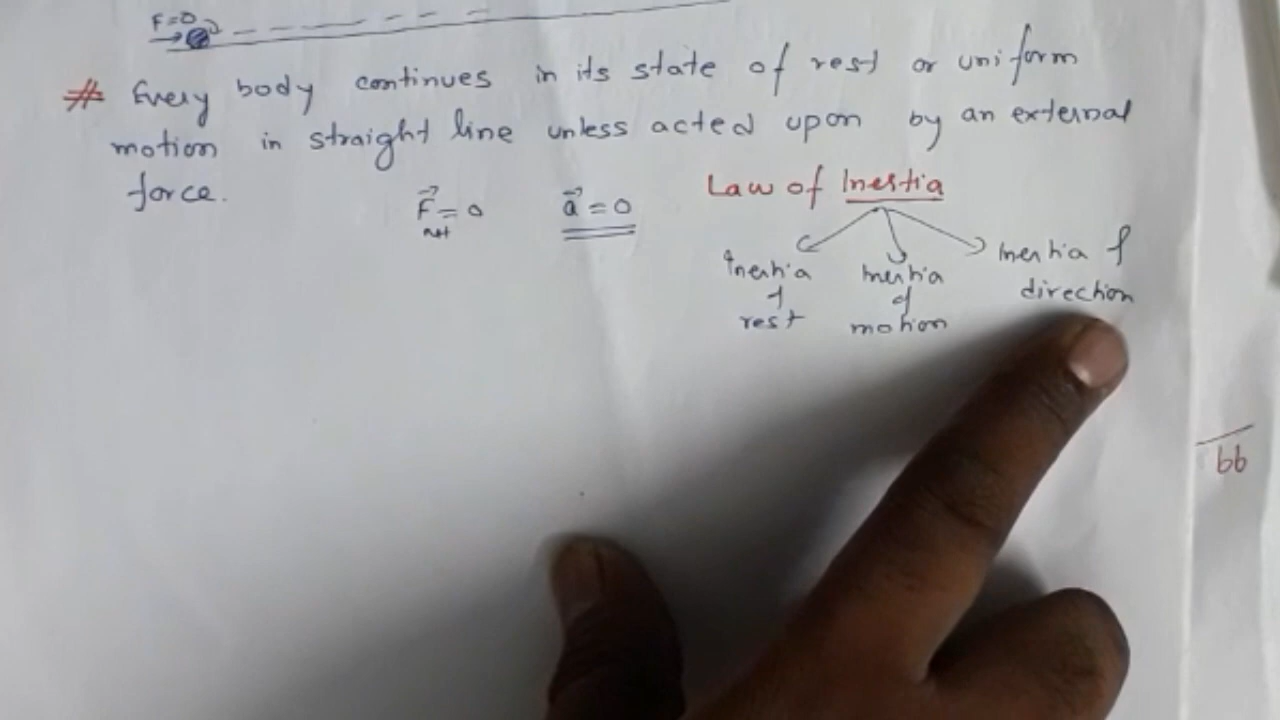 F=0
# Every body continues in its state of rest or uniform
motion in straight line unless acted upon by an external
force.
F⃗net = 0 a⃗ = 0
Law of Inertia
Inertia of rest
Inertia of motion
Inertia of direction
66